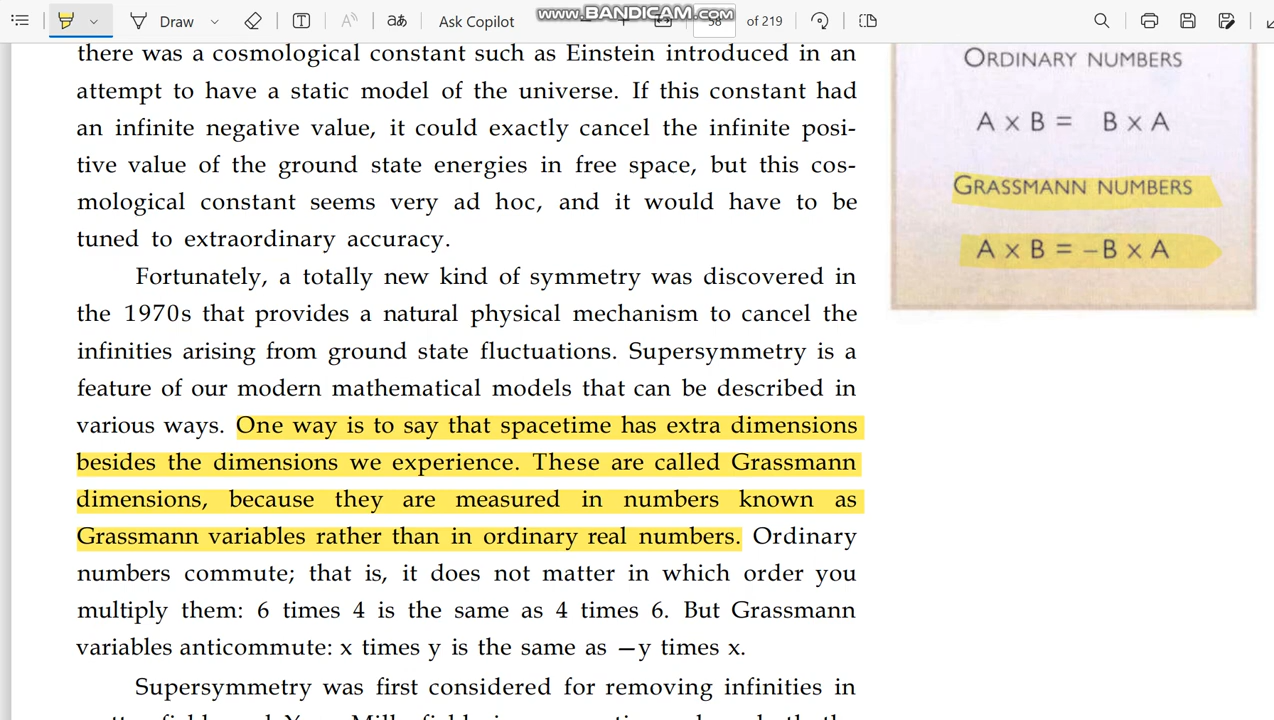 Draw
Ask Copilot
www.BANDICAM.com
58
of 219
there was a cosmological constant such as Einstein introduced in an
attempt to have a static model of the universe. If this constant had
an infinite negative value, it could exactly cancel the infinite posi-
tive value of the ground state energies in free space, but this cos-
mological constant seems very ad hoc, and it would have to be
tuned to extraordinary accuracy.
Fortunately, a totally new kind of symmetry was discovered in
the 1970s that provides a natural physical mechanism to cancel the
infinities arising from ground state fluctuations. Supersymmetry is a
feature of our modern mathematical models that can be described in
various ways. One way is to say that spacetime has extra dimensions
besides the dimensions we experience. These are called Grassmann
dimensions, because they are measured in numbers known as
Grassmann variables rather than in ordinary real numbers. Ordinary
numbers commute; that is, it does not matter in which order you
multiply them: 6 times 4 is the same as 4 times 6. But Grassmann
variables anticommute: x times y is the same as –y times x.
Supersymmetry was first considered for removing infinities in
ORDINARY NUMBERS
A x B = B x A
GRASSMANN NUMBERS
A x B = –B x A